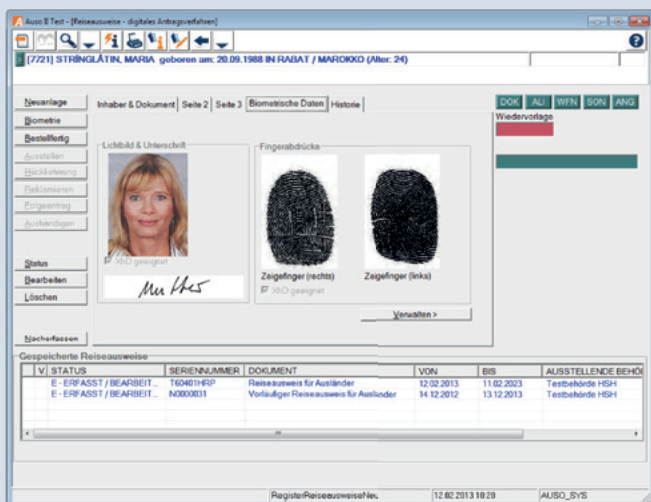 Auso II Test - [Reiseausweise - digitales Antragsverfahren]
[7721] STRÍNGLÅTIN, MARIA geboren am: 20.09.1988 IN RABAT / MAROKKO (Alter: 24)
Neuanlage
Biometrie
Bestellfertig
Ausstellen
Rücklieferung
Reklamieren
Folgeantrag
Aushändigen
Status
Bearbeiten
Löschen
Nacherfassen
Inhaber & Dokument Seite 2 Seite 3 Biometrische Daten Historie
Lichtbild & Unterschrift
XhD geeignet
Fingerabdrücke
Zeigefinger (rechts) Zeigefinger (links)
XhD geeignet
Verwalten >
DOK ALI WFN SON ANG
Wiedervorlage
Gespeicherte Reiseausweise
V. STATUS SERIENNUMMER DOKUMENT VON BIS AUSSTELLENDE BEHÖ
E - ERFASST / BEARBEIT... T60401HRP Reiseausweis für Ausländer 12.02.2013 11.02.2023 Testbehörde HSH
E - ERFASST / BEARBEIT... N0000031 Vorläufiger Reiseausweis für Ausländer 14.12.2012 13.12.2013 Testbehörde HSH
RegisterReiseausweiseNeu 12.02.2013 10:20 AUSO_SYS